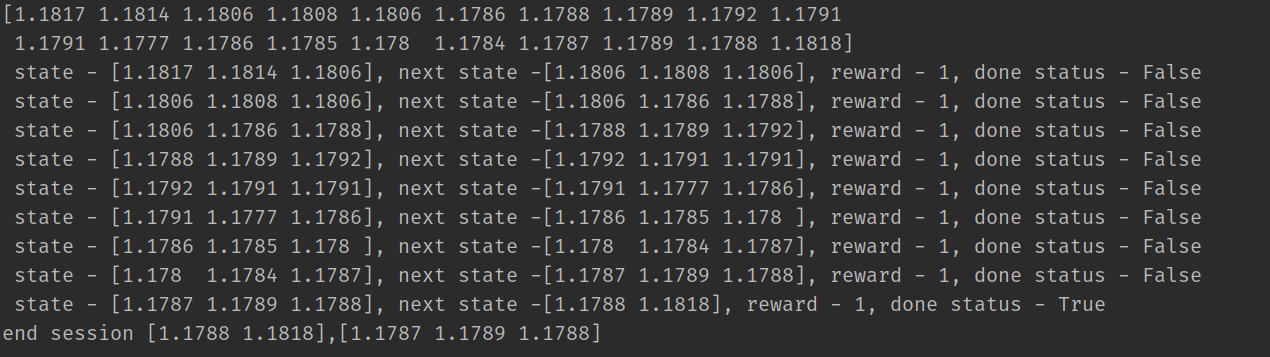 [1.1817 1.1814 1.1806 1.1808 1.1806 1.1786 1.1788 1.1789 1.1792 1.1791
 1.1791 1.1777 1.1786 1.1785 1.178  1.1784 1.1787 1.1789 1.1788 1.1818]
 state - [1.1817 1.1814 1.1806], next state -[1.1806 1.1808 1.1806], reward - 1, done status - False
 state - [1.1806 1.1808 1.1806], next state -[1.1806 1.1786 1.1788], reward - 1, done status - False
 state - [1.1806 1.1786 1.1788], next state -[1.1788 1.1789 1.1792], reward - 1, done status - False
 state - [1.1788 1.1789 1.1792], next state -[1.1792 1.1791 1.1791], reward - 1, done status - False
 state - [1.1792 1.1791 1.1791], next state -[1.1791 1.1777 1.1786], reward - 1, done status - False
 state - [1.1791 1.1777 1.1786], next state -[1.1786 1.1785 1.178 ], reward - 1, done status - False
 state - [1.1786 1.1785 1.178 ], next state -[1.178  1.1784 1.1787], reward - 1, done status - False
 state - [1.178  1.1784 1.1787], next state -[1.1787 1.1789 1.1788], reward - 1, done status - False
 state - [1.1787 1.1789 1.1788], next state -[1.1788 1.1818], reward - 1, done status - True
end session [1.1788 1.1818],[1.1787 1.1789 1.1788]